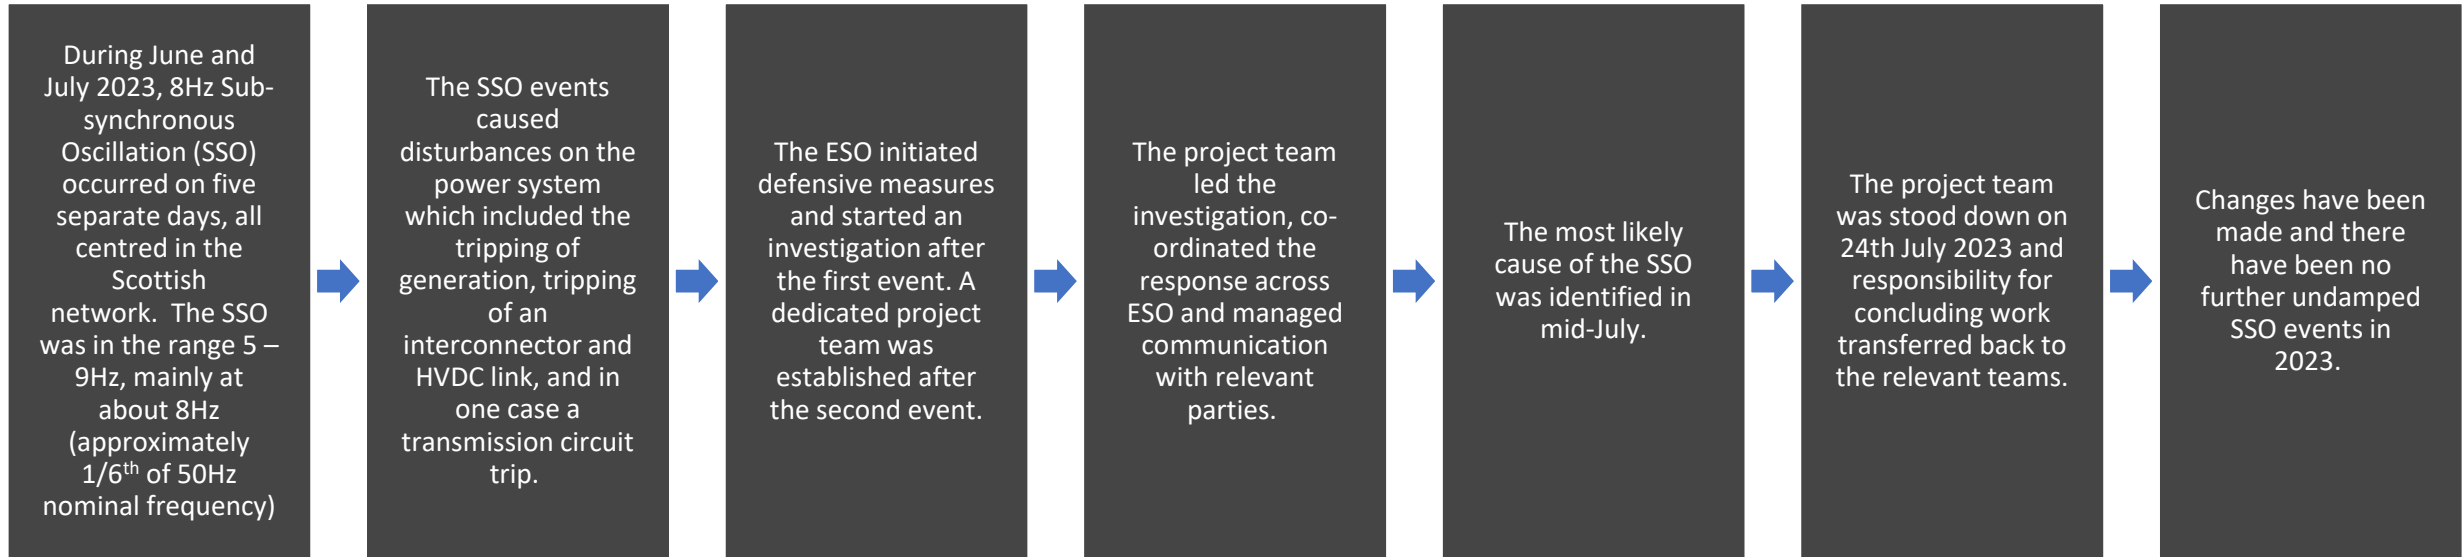 During June and
July 2023, 8Hz Sub-
synchronous
Oscillation (SSO)
occurred on five
separate days, all
centred in the
Scottish
network.  The SSO
was in the range 5 –
9Hz, mainly at
about 8Hz
(approximately
1/6th of 50Hz
nominal frequency)
The SSO events
caused
disturbances on the
power system
which included the
tripping of
generation, tripping
of an
interconnector and
HVDC link, and in
one case a
transmission circuit
trip.
The ESO initiated
defensive measures
and started an
investigation after
the first event. A
dedicated project
team was
established after
the second event.
The project team
led the
investigation, co-
ordinated the
response across
ESO and managed
communication
with relevant
parties.
The most likely
cause of the SSO
was identified in
mid-July.
The project team
was stood down on
24th July 2023 and
responsibility for
concluding work
transferred back to
the relevant teams.
Changes have been
made and there
have been no
further undamped
SSO events in
2023.